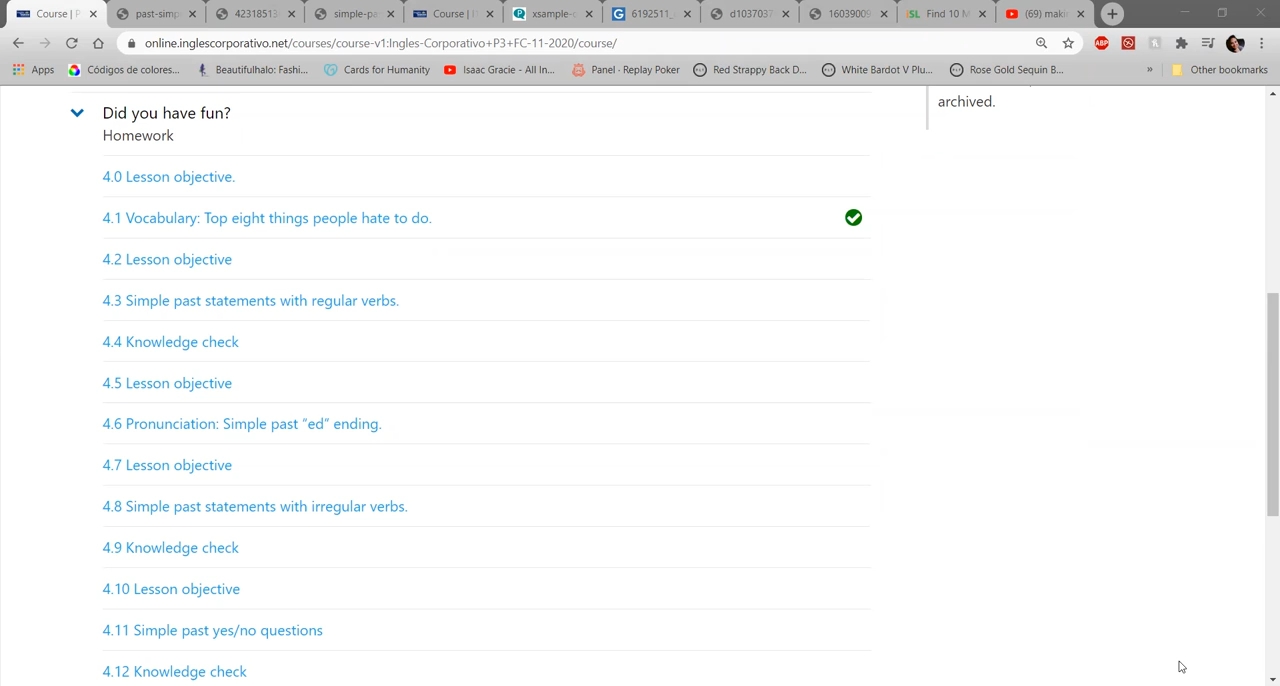 Course | P
past-simp
42318513
simple-pa
Course | I
xsample-
6192511_
d1037037
16039009
Find 10 M
(69) maki
online.inglescorporativo.net/courses/course-v1:Ingles-Corporativo+P3+FC-11-2020/course/
Apps
Códigos de colores...
Beautifulhalo: Fashi...
Cards for Humanity
Isaac Gracie - All In...
Panel · Replay Poker
Red Strappy Back D...
White Bardot V Plu...
Rose Gold Sequin B...
»
Other bookmarks
archived.
Did you have fun?
Homework
4.0 Lesson objective.
4.1 Vocabulary: Top eight things people hate to do.
4.2 Lesson objective
4.3 Simple past statements with regular verbs.
4.4 Knowledge check
4.5 Lesson objective
4.6 Pronunciation: Simple past “ed” ending.
4.7 Lesson objective
4.8 Simple past statements with irregular verbs.
4.9 Knowledge check
4.10 Lesson objective
4.11 Simple past yes/no questions
4.12 Knowledge check